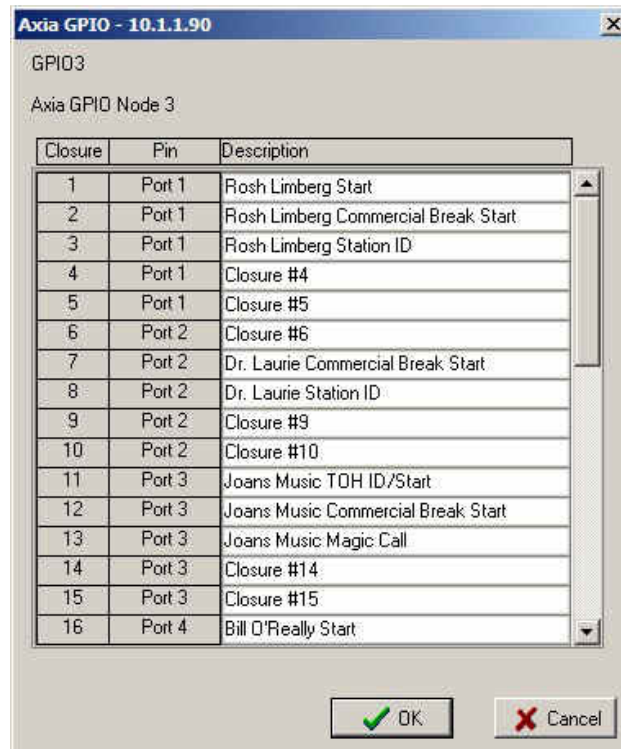 Axia GPIO - 10.1.1.90
GPIO3
Axia GPIO Node 3
Closure Pin Description
1 Port 1 Rosh Limberg Start
2 Port 1 Rosh Limberg Commercial Break Start
3 Port 1 Rosh Limberg Station ID
4 Port 1 Closure #4
5 Port 1 Closure #5
6 Port 2 Closure #6
7 Port 2 Dr. Laurie Commercial Break Start
8 Port 2 Dr. Laurie Station ID
9 Port 2 Closure #9
10 Port 2 Closure #10
11 Port 3 Joans Music TOH ID/Start
12 Port 3 Joans Music Commercial Break Start
13 Port 3 Joans Music Magic Call
14 Port 3 Closure #14
15 Port 3 Closure #15
16 Port 4 Bill O'Really Start
OK Cancel